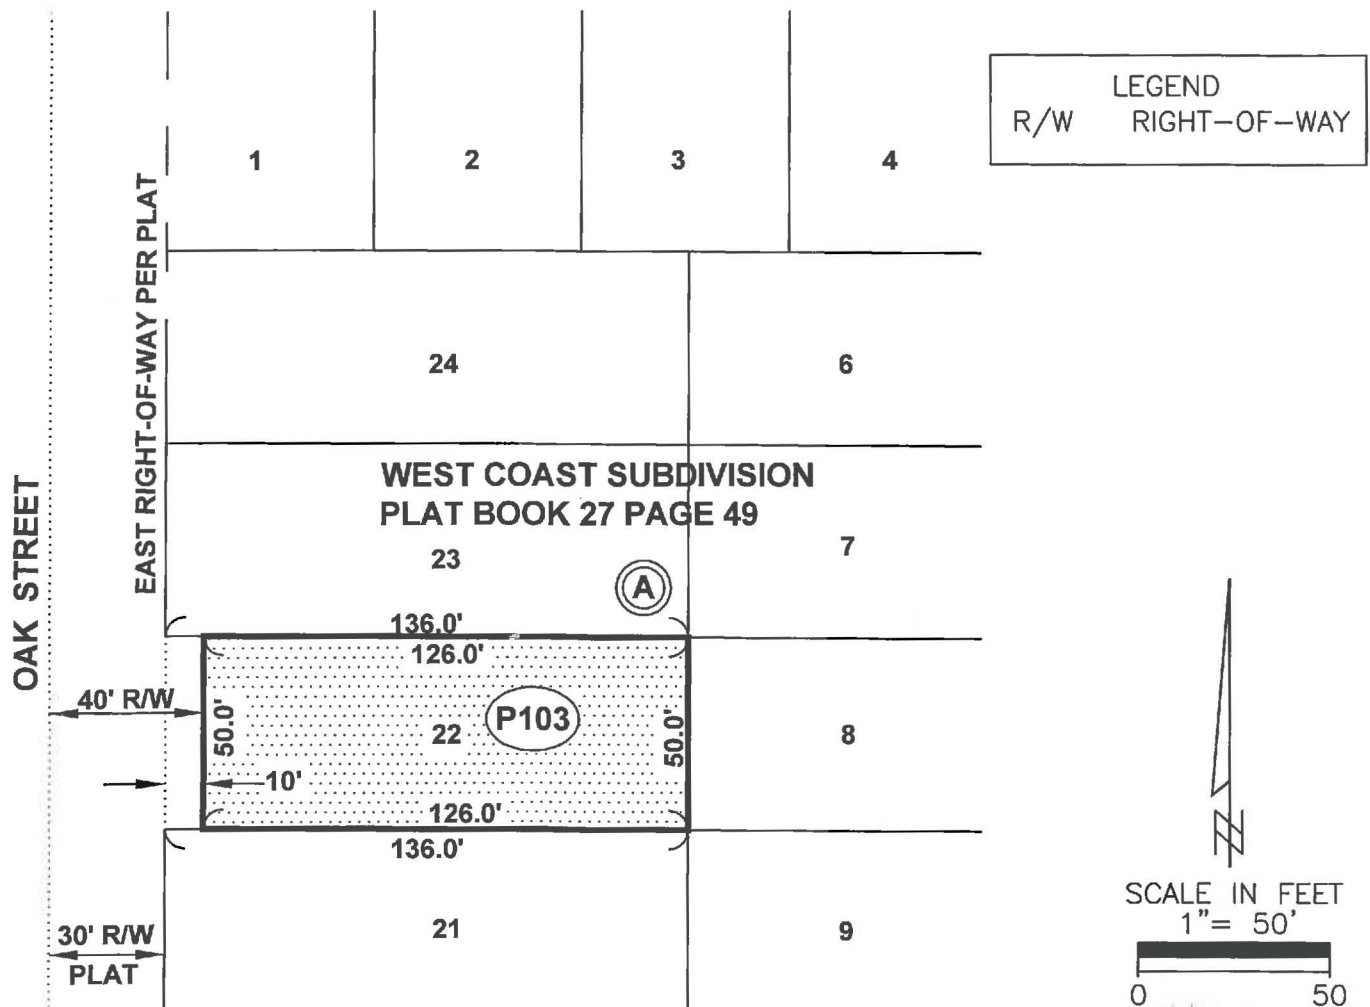 LEGEND
R/W RIGHT-OF-WAY
1
2
3
4
EAST RIGHT-OF-WAY PER PLAT
OAK STREET
24
6
WEST COAST SUBDIVISION
PLAT BOOK 27 PAGE 49
23
7
A
136.0'
126.0'
40' R/W
50.0'
22
P103
50.0'
8
10'
126.0'
136.0'
N
SCALE IN FEET
1"= 50'
0 50
30' R/W
PLAT
21
9